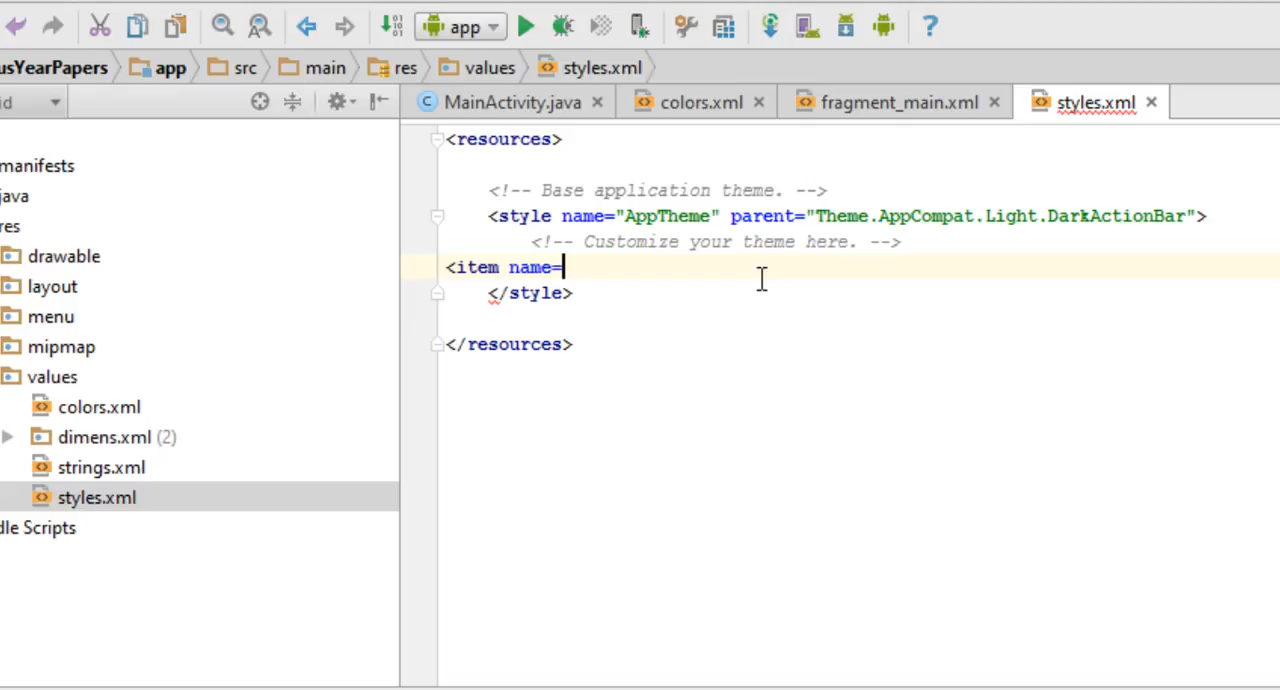 app
usYearPapers app src main res values styles.xml
id MainActivity.java colors.xml fragment_main.xml styles.xml
manifests
java
res
drawable
layout
menu
mipmap
values
colors.xml
dimens.xml (2)
strings.xml
styles.xml
dle Scripts
<resources>
<!-- Base application theme. -->
<style name="AppTheme" parent="Theme.AppCompat.Light.DarkActionBar">
<!-- Customize your theme here. -->
<item name=
</style>
</resources>